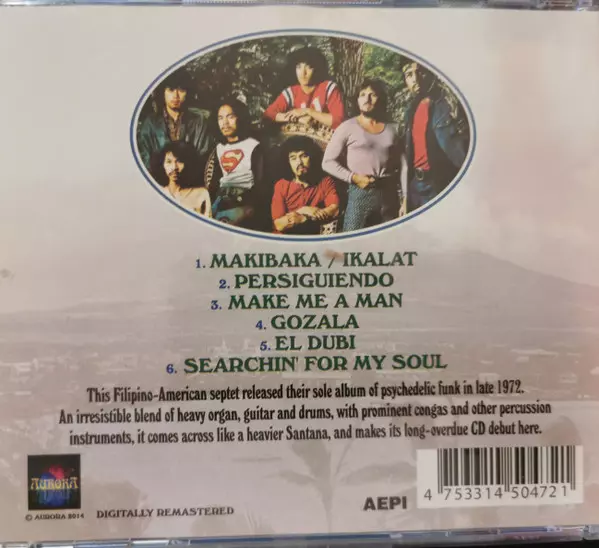 1. MAKIBAKA / IKALAT
2. PERSIGUIENDO
3. MAKE ME A MAN
4. GOZALA
5. EL DUBI
6. SEARCHIN' FOR MY SOUL
This Filipino-American septet released their sole album of psychedelic funk in late 1972.
An irresistible blend of heavy organ, guitar and drums, with prominent congas and other percussion
instruments, it comes across like a heavier Santana, and makes its long-overdue CD debut here.
AURORA
© AURORA 2014
DIGITALLY REMASTERED
AEPI
4 753314 504721